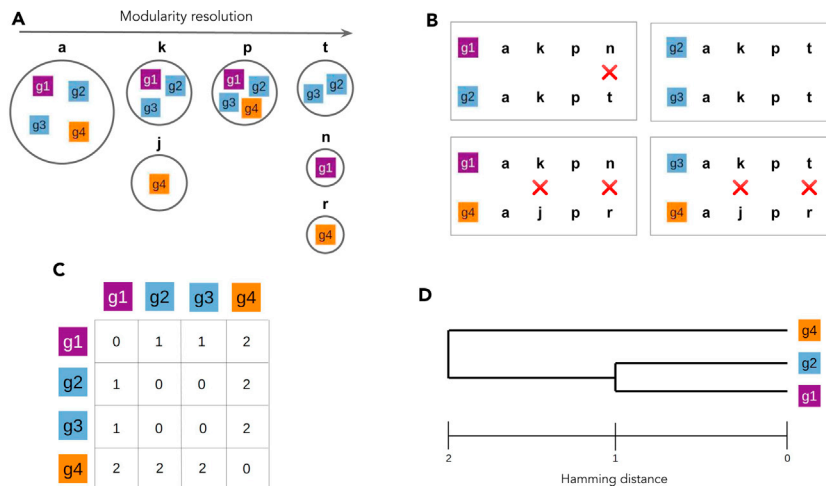 A
Modularity resolution
a k p t
g1 g2 g3 g4
g1 g2 g3
g1 g2 g3 g4
g2 g3
j
g4
n
g1
r
g4
B
g1 a k p n
g2 a k p t
g2 a k p t
g3 a k p t
g1 a k p n
g4 a j p r
g3 a k p t
g4 a j p r
C
g1 g2 g3 g4
g1 0 1 1 2
g2 1 0 0 2
g3 1 0 0 2
g4 2 2 2 0
D
g4
g2
g1
2 1 0
Hamming distance